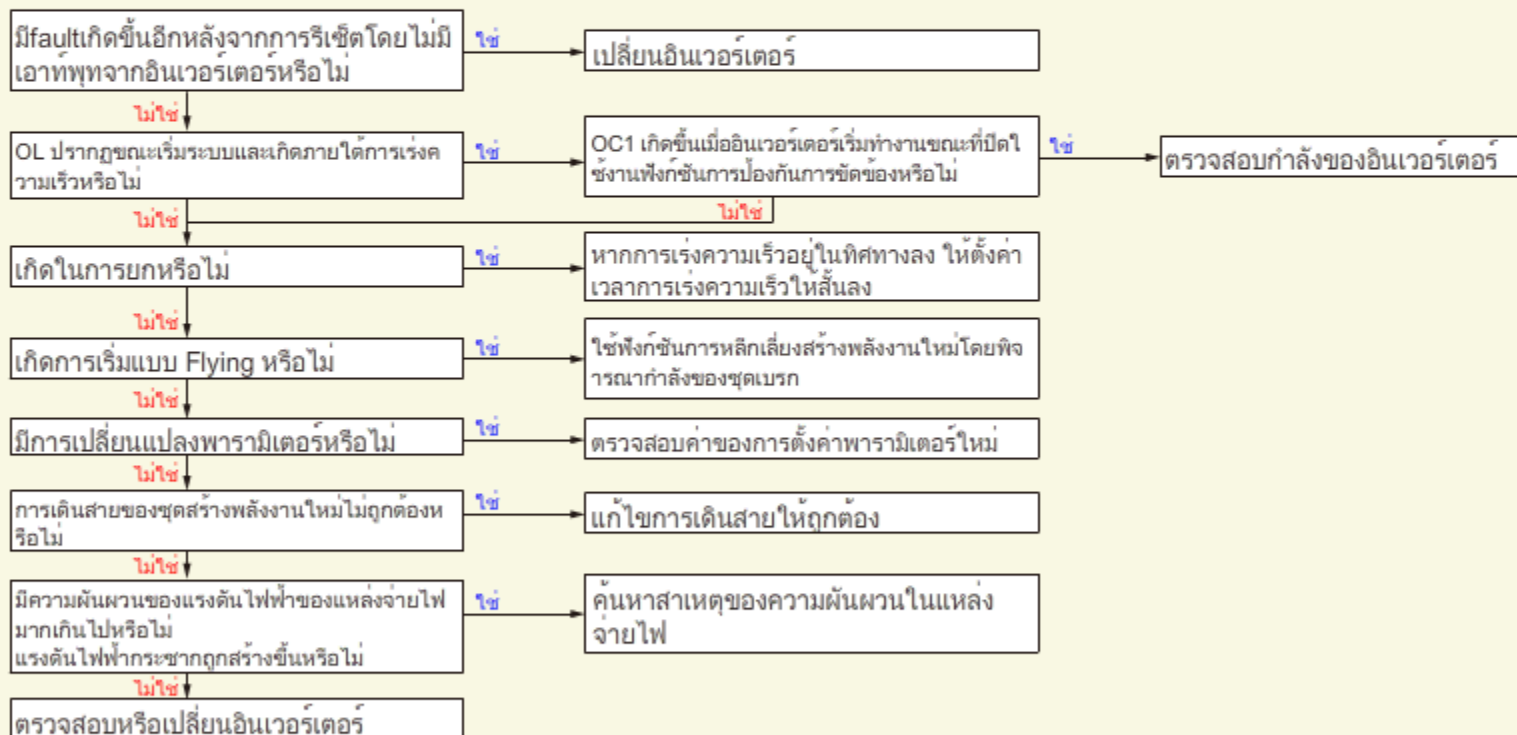 มีfaultเกิดขึ้นอีกหลังจากการรีเซ็ตโดยไม่มี
เอาท์พุทจากอินเวอร์เตอร์หรือไม่
ใช่
เปลี่ยนอินเวอร์เตอร์
ไม่ใช่
OL ปรากฏขณะเริ่มระบบและเกิดภายใต้การเร่งค
วามเร็วหรือไม่
ใช่
OC1 เกิดขึ้นเมื่ออินเวอร์เตอร์เริ่มทำงานขณะที่ปิดใ
ช้งานฟังก์ชันการป้องกันการขัดข้องหรือไม่
ใช่
ตรวจสอบกำลังของอินเวอร์เตอร์
ไม่ใช่
ไม่ใช่
เกิดในการยกหรือไม่
ใช่
หากการเร่งความเร็วอยู่ในทิศทางลง ให้ตั้งค่า
เวลาการเร่งความเร็วให้สั้นลง
ไม่ใช่
เกิดการเริ่มแบบ Flying หรือไม่
ใช่
ใช้ฟังก์ชันการหลีกเลี่ยงสร้างพลังงานใหม่โดยพิจ
ารณากำลังของชุดเบรก
ไม่ใช่
มีการเปลี่ยนแปลงพารามิเตอร์หรือไม่
ใช่
ตรวจสอบค่าของการตั้งค่าพารามิเตอร์ใหม่
ไม่ใช่
การเดินสายของชุดสร้างพลังงานใหม่ไม่ถูกต้องห
รือไม่
ใช่
แก้ไขการเดินสายให้ถูกต้อง
ไม่ใช่
มีความผันผวนของแรงดันไฟฟ้าของแหล่งจ่ายไฟ
มากเกินไปหรือไม่
แรงดันไฟฟ้ากระชากถูกสร้างขึ้นหรือไม่
ใช่
ค้นหาสาเหตุของความผันผวนในแหล่ง
จ่ายไฟ
ไม่ใช่
ตรวจสอบหรือเปลี่ยนอินเวอร์เตอร์